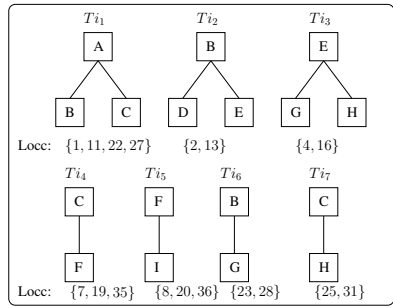 Ti₁ Ti₂ Ti₃
A B E
B C D E G H
Locc: {1, 11, 22, 27} {2, 13} {4, 16}
Ti₄ Ti₅ Ti₆ Ti₇
C F B C
F I G H
Locc: {7, 19, 35} {8, 20, 36} {23, 28} {25, 31}